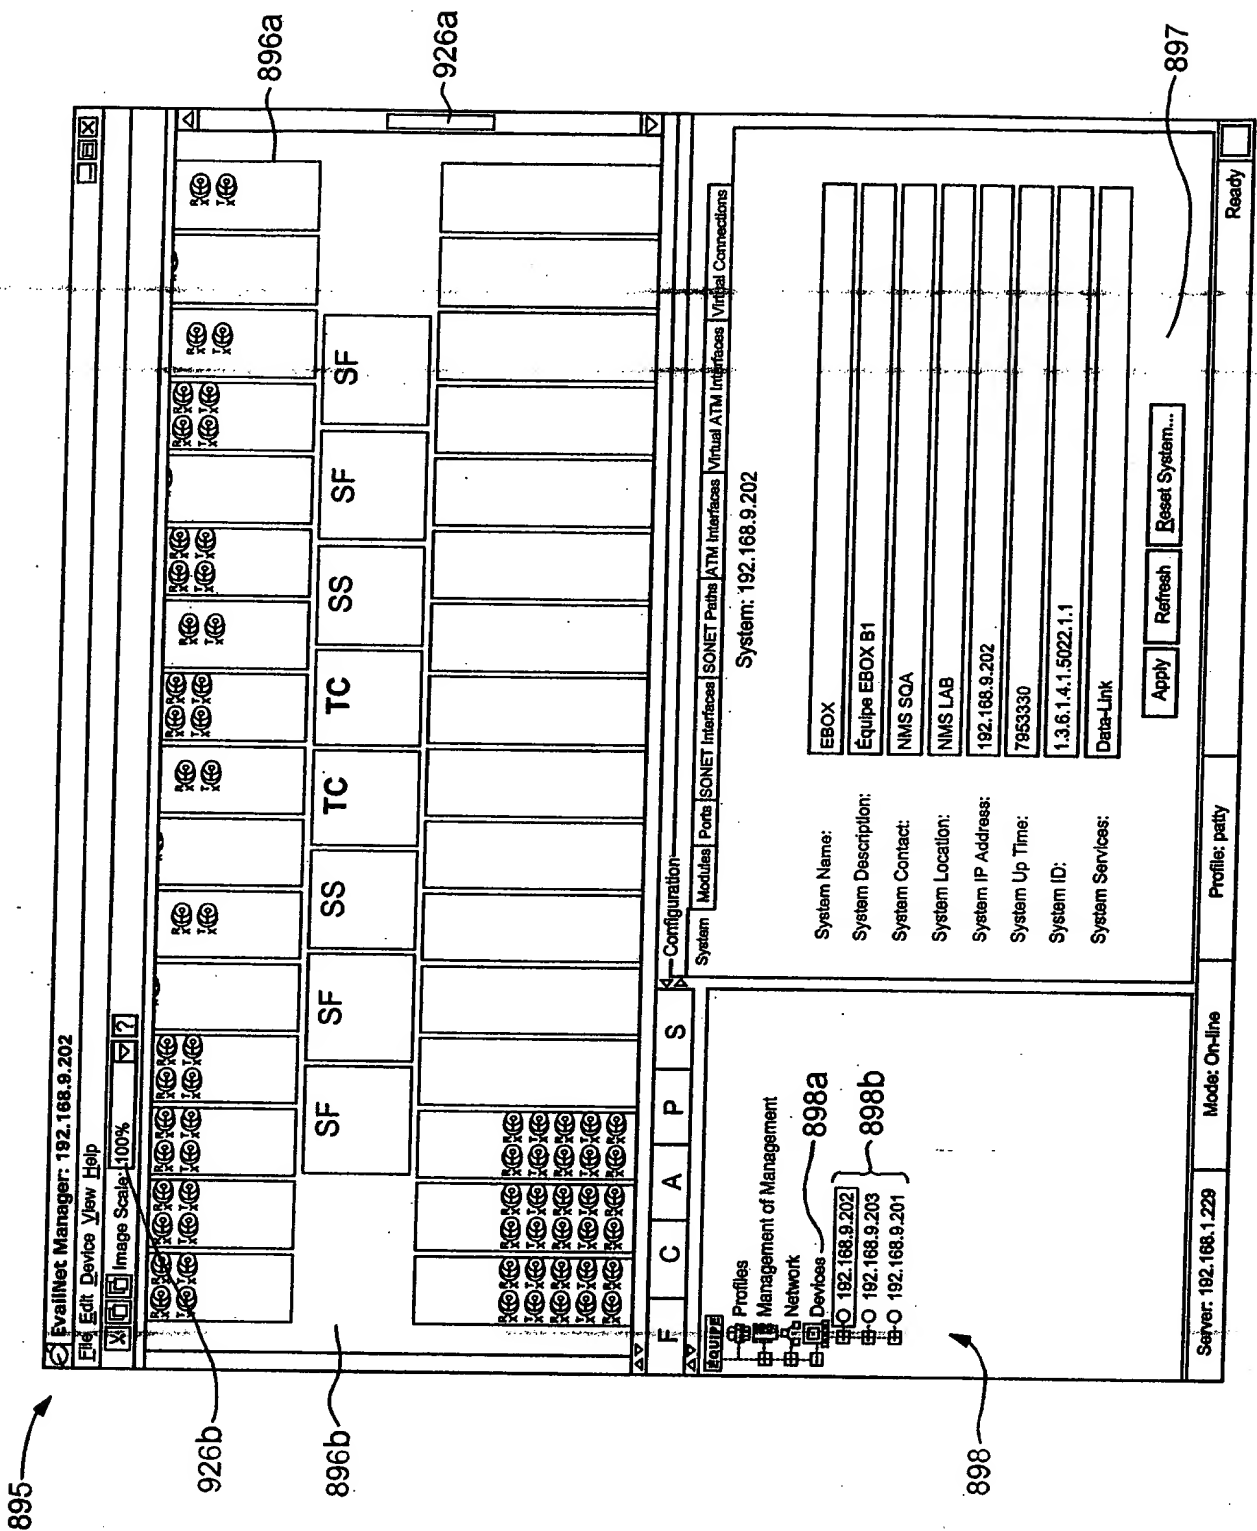 895
EvailNet Manager: 192.168.9.202
File Edit Device View Help
Image Scale: 100% ?
926b
896b
896a
926a
SF SF SS TC TC SS SF SF
F C A P S
EQUIPE
Profiles
Management of Management
Network
Devices
192.168.9.202
192.168.9.203
192.168.9.201
898a
898b
898
Configuration
System Modules Ports SONET Interfaces SONET Paths ATM Interfaces Virtual ATM Interfaces Virtual Connections
System: 192.168.9.202
System Name: EBOX
System Description: Équipe EBOX B1
System Contact: NMS SQA
System Location: NMS LAB
System IP Address: 192.168.9.202
System Up Time: 7953330
System ID: 1.3.6.1.4.1.5022.1.1
System Services: Data-Link
Apply Refresh Reset System...
897
Server: 192.168.1.229 Mode: On-line Profile: patty Ready